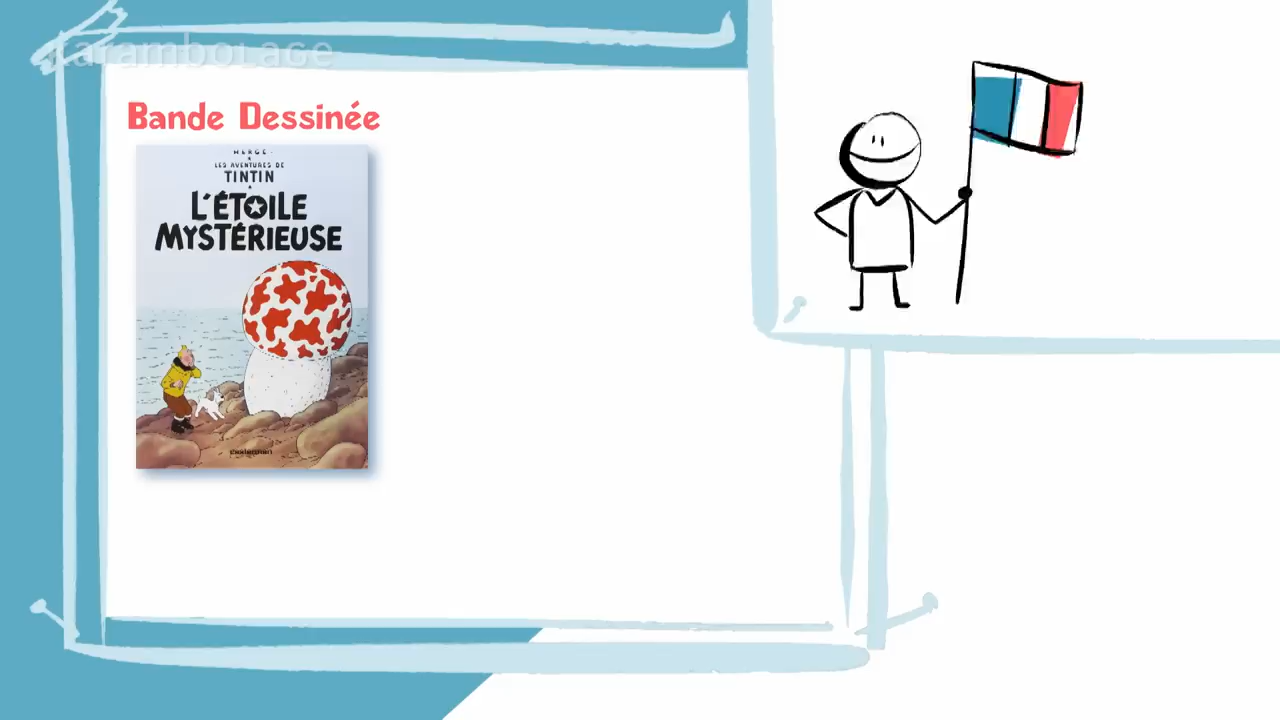 karamboLAGE
Bande Dessinée
HERGÉ
LES AVENTURES DE
TINTIN
L'ÉTOILE
MYSTÉRIEUSE
casterman